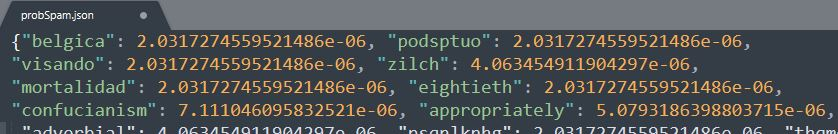 probSpam.json
{"belgica": 2.0317274559521486e-06, "podsptuo": 2.0317274559521486e-06,
"visando": 2.0317274559521486e-06, "zilch": 4.063454911904297e-06,
"mortalidad": 2.0317274559521486e-06, "eightieth": 2.0317274559521486e-06,
"confucianism": 7.111046095832521e-06, "appropriately": 5.0793186398803715e-06,
"adverbial": 4.063454911904297e-06, "psqnlkphg": 2.0317274559521486e-06,